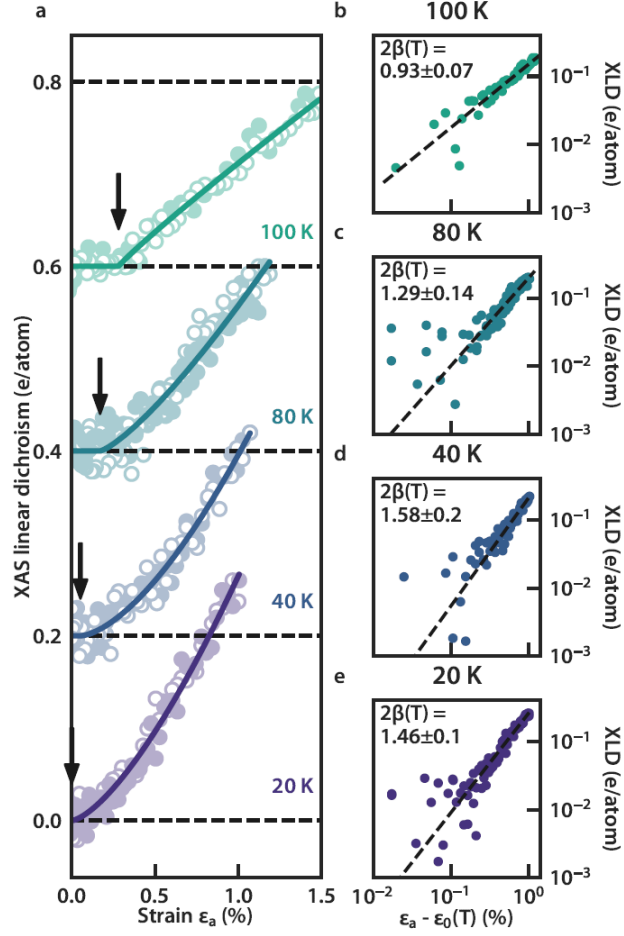 a
0.8
0.6
0.4
0.2
0.0
XAS linear dichroism (e/atom)
100 K
80 K
40 K
20 K
0.0 0.5 1.0 1.5
Strain εa (%)
b 100 K
2β(T) =
0.93±0.07
10⁻¹
10⁻²
10⁻³
XLD (e/atom)
c 80 K
2β(T) =
1.29±0.14
10⁻¹
10⁻²
10⁻³
XLD (e/atom)
d 40 K
2β(T) =
1.58±0.2
10⁻¹
10⁻²
10⁻³
XLD (e/atom)
e 20 K
2β(T) =
1.46±0.1
10⁻¹
10⁻²
10⁻³
XLD (e/atom)
10⁻² 10⁻¹ 10⁰
εa - ε0(T) (%)